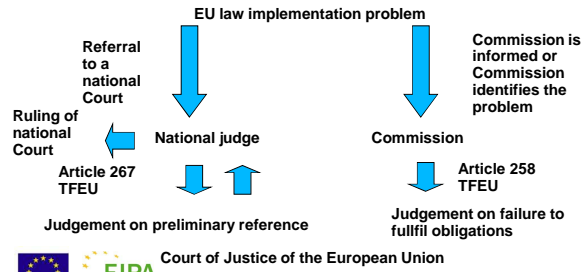 EU law implementation problem
Referral
to a
national
Court
Commission is
informed or
Commission
identifies the
problem
Ruling of
national
Court
National judge
Commission
Article 267
TFEU
Article 258
TFEU
Judgement on preliminary reference
Judgement on failure to
fullfil obligations
Court of Justice of the European Union
EIPA